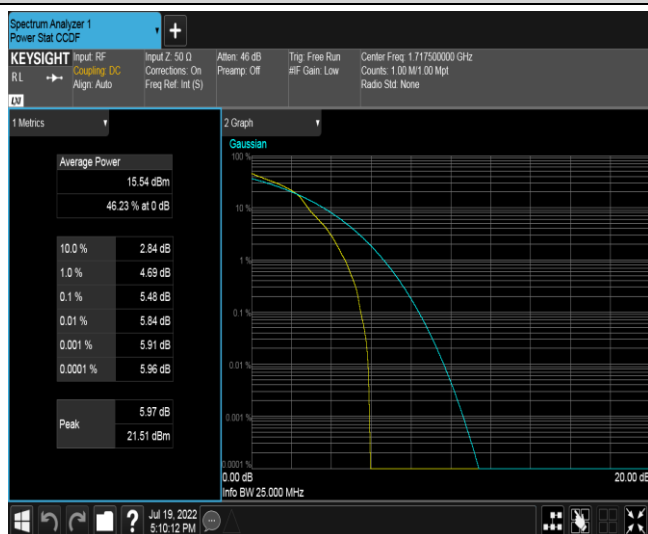 Spectrum Analyzer 1
Power Stat CCDF
+
KEYSIGHT
RL
LXI
Input: RF
Coupling: DC
Align: Auto
Input Z: 50 Ω
Corrections: On
Freq Ref: Int (S)
Atten: 46 dB
Preamp: Off
Trig: Free Run
#IF Gain: Low
Center Freq: 1.717500000 GHz
Counts: 1.00 M/1.00 Mpt
Radio Std: None
1 Metrics
Average Power
15.54 dBm
46.23 % at 0 dB
10.0 % 2.84 dB
1.0 % 4.69 dB
0.1 % 5.48 dB
0.01 % 5.84 dB
0.001 % 5.91 dB
0.0001 % 5.96 dB
Peak
5.97 dB
21.51 dBm
2 Graph
Gaussian
100 %
10 %
1 %
0.1 %
0.01 %
0.001 %
0.0001 %
0.00 dB 20.00 dB
Info BW 25.000 MHz
?
Jul 19, 2022
5:10:12 PM